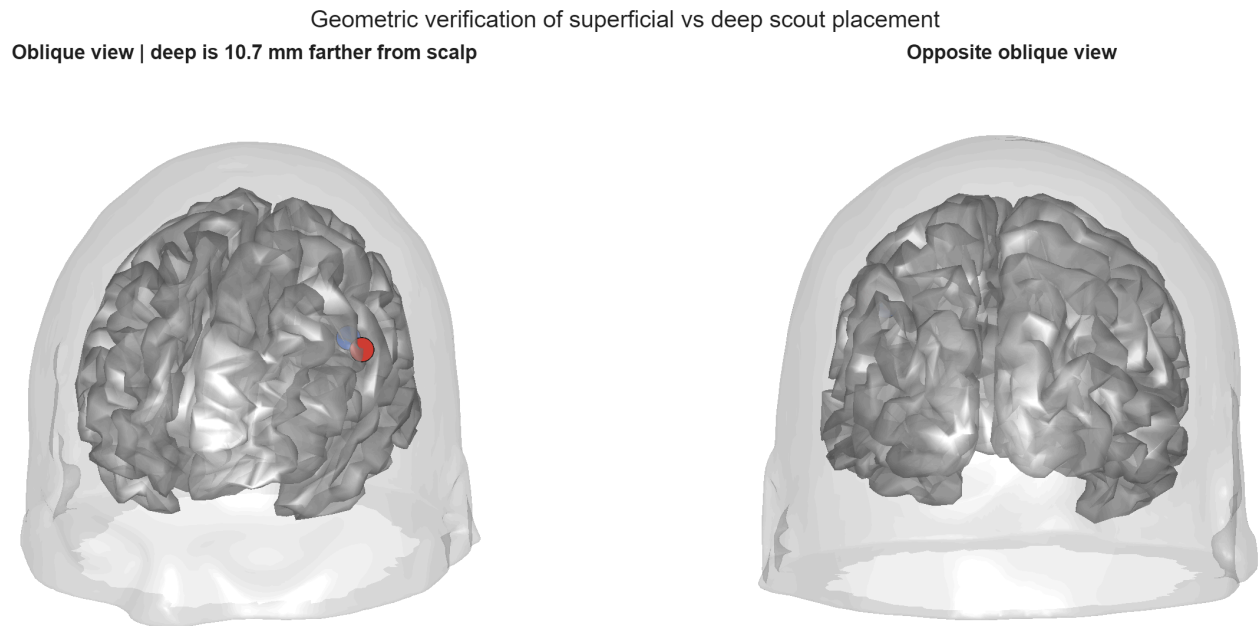 Geometric verification of superficial vs deep scout placement
Oblique view | deep is 10.7 mm farther from scalp
Opposite oblique view